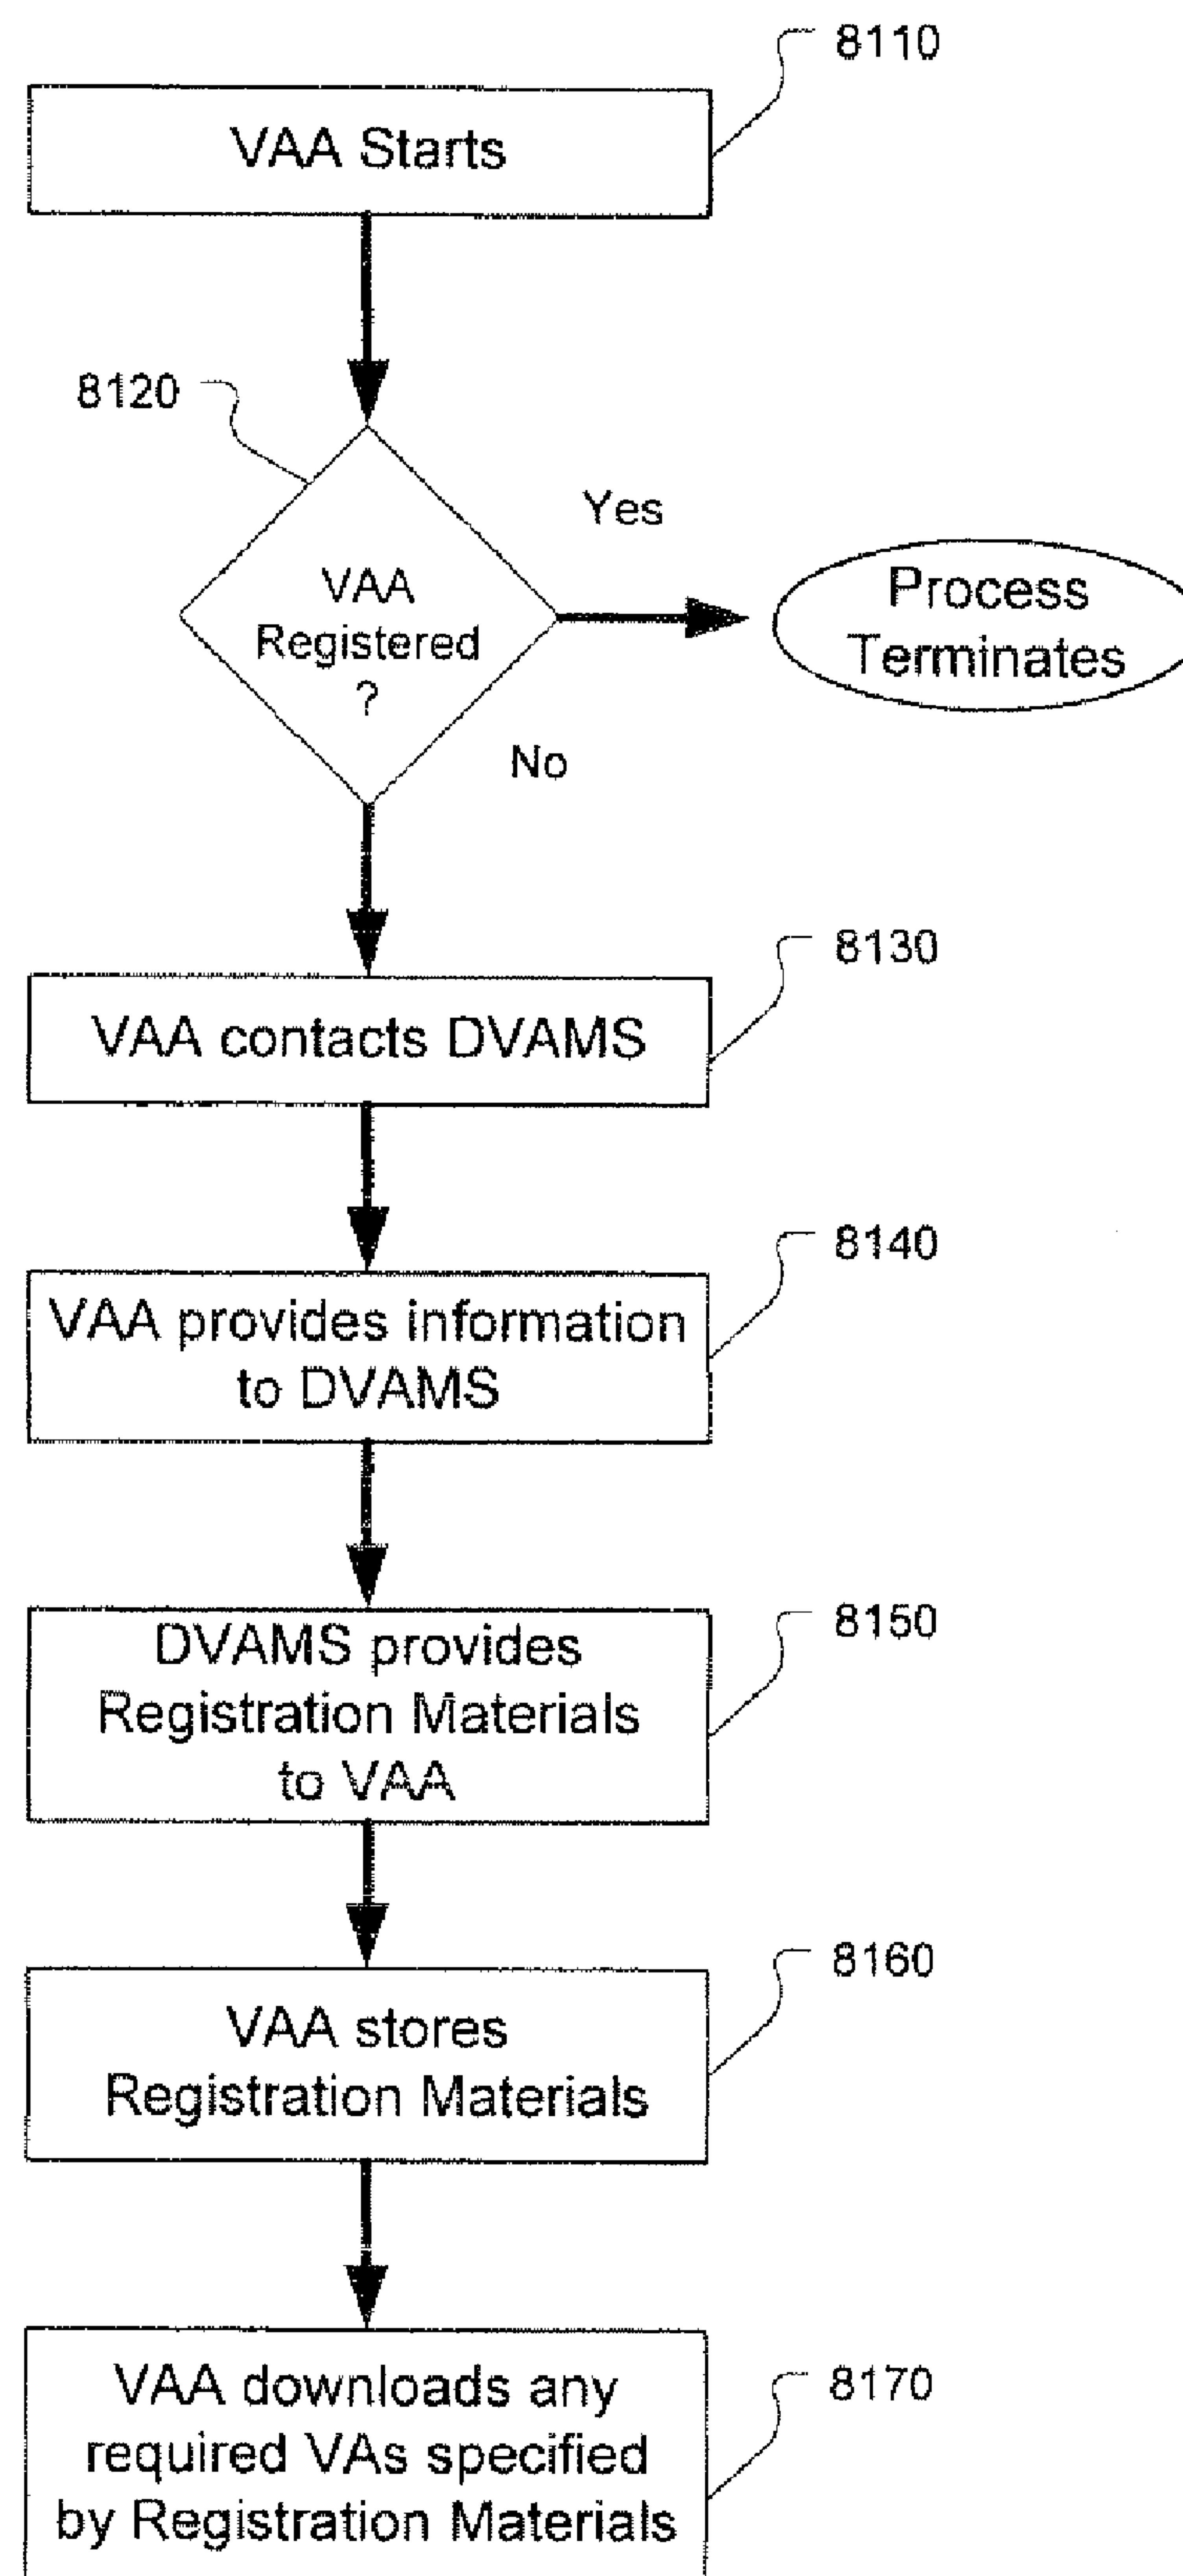 8110
VAA Starts
8120
Yes
VAA
Registered
?
Process
Terminates
No
8130
VAA contacts DVAMS
8140
VAA provides information
to DVAMS
8150
DVAMS provides
Registration Materials
to VAA
8160
VAA stores
Registration Materials
8170
VAA downloads any
required VAs specified
by Registration Materials